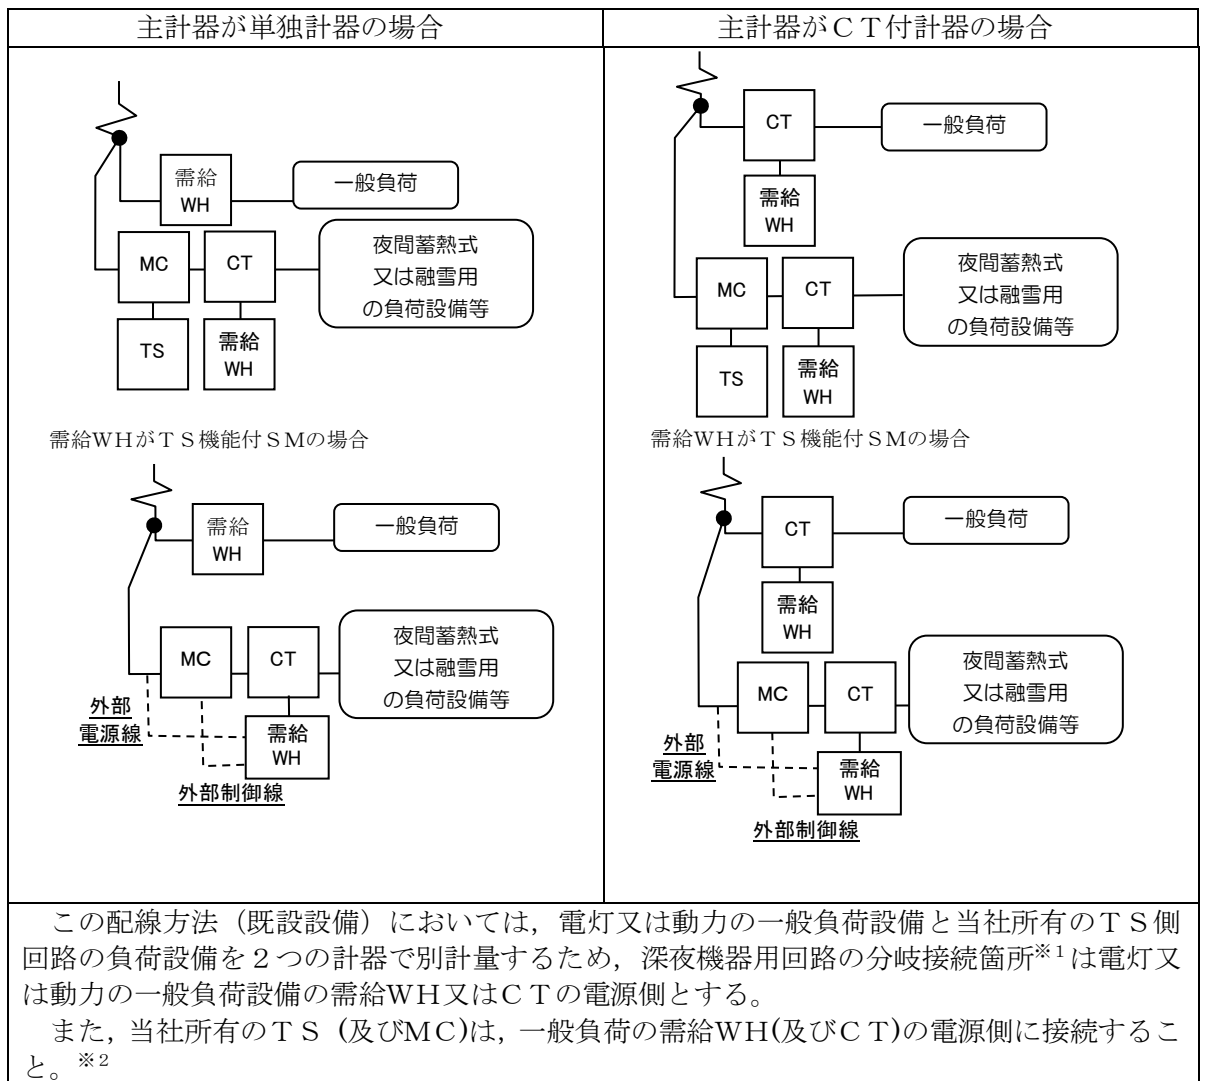 主計器が単独計器の場合
主計器がＣＴ付計器の場合
需給
WH
一般負荷
MC
CT
夜間蓄熱式
又は融雪用
の負荷設備等
TS
需給
WH
需給WHがＴＳ機能付ＳＭの場合
需給
WH
一般負荷
MC
CT
夜間蓄熱式
又は融雪用
の負荷設備等
外部
電源線
需給
WH
外部制御線
CT
一般負荷
需給
WH
MC
CT
夜間蓄熱式
又は融雪用
の負荷設備等
TS
需給
WH
需給WHがＴＳ機能付ＳＭの場合
CT
一般負荷
需給
WH
MC
CT
夜間蓄熱式
又は融雪用
の負荷設備等
外部
電源線
需給
WH
外部制御線
この配線方法（既設設備）においては，電灯又は動力の一般負荷設備と当社所有のＴＳ側
回路の負荷設備を２つの計器で別計量するため，深夜機器用回路の分岐接続箇所※1は電灯又
は動力の一般負荷設備の需給WH又はＣＴの電源側とする。
また，当社所有のＴＳ (及びMC)は，一般負荷の需給WH(及びＣＴ)の電源側に接続するこ
と。※2